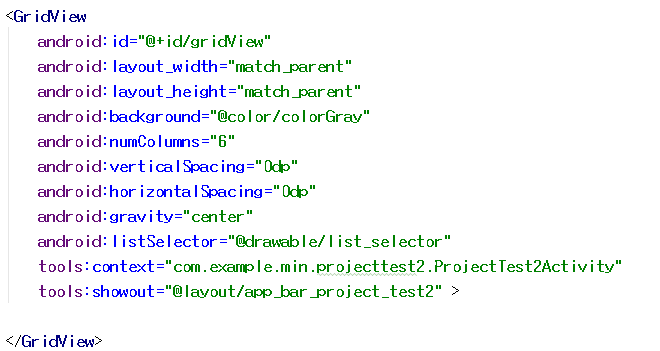 <GridView
android:id="@+id/gridView"
android:layout_width="match_parent"
android:layout_height="match_parent"
android:background="@color/colorGray"
android:numColumns="6"
android:verticalSpacing="0dp"
android:horizontalSpacing="0dp"
android:gravity="center"
android:listSelector="@drawable/list_selector"
tools:context="com.example.min.projecttest2.ProjectTest2Activity"
tools:showout="@layout/app_bar_project_test2" >
</GridView>